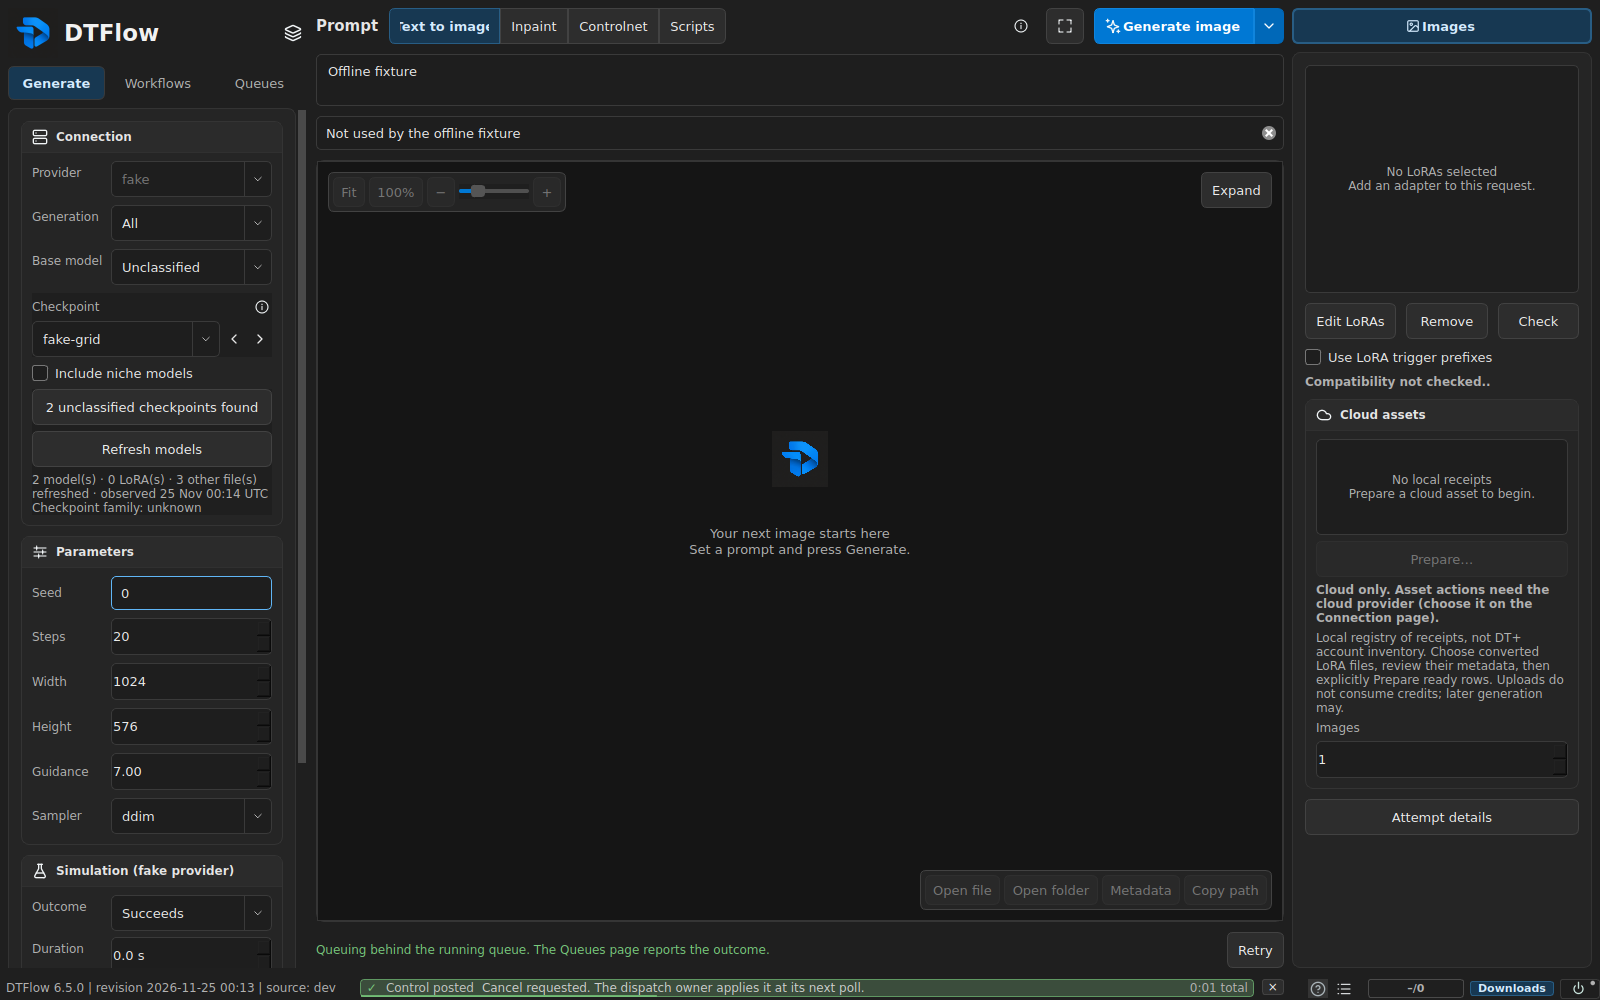 DTFlow
Generate
Workflows
Queues
Connection
Provider
fake
Generation
All
Base model
Unclassified
Checkpoint
fake-grid
Include niche models
2 unclassified checkpoints found
Refresh models
2 model(s) · 0 LoRA(s) · 3 other file(s)
refreshed · observed 25 Nov 00:14 UTC
Checkpoint family: unknown
Parameters
Seed
0
Steps
20
Width
1024
Height
576
Guidance
7.00
Sampler
ddim
Simulation (fake provider)
Outcome
Succeeds
Duration
0.0 s
Prompt
Text to image
Inpaint
Controlnet
Scripts
Generate image
Offline fixture
Not used by the offline fixture
Fit
100%
−
+
Expand
Your next image starts here
Set a prompt and press Generate.
Open file
Open folder
Metadata
Copy path
Queuing behind the running queue. The Queues page reports the outcome.
Retry
Images
No LoRAs selected
Add an adapter to this request.
Edit LoRAs
Remove
Check
Use LoRA trigger prefixes
Compatibility not checked..
Cloud assets
No local receipts
Prepare a cloud asset to begin.
Prepare...
Cloud only. Asset actions need the
cloud provider (choose it on the
Connection page).
Local registry of receipts, not DT+
account inventory. Choose converted
LoRA files, review their metadata, then
explicitly Prepare ready rows. Uploads do
not consume credits; later generation
may.
Images
1
Attempt details
DTFlow 6.5.0 | revision 2026-11-25 00:13 | source: dev
✓ Control posted Cancel requested. The dispatch owner applies it at its next poll. 0:01 total
–/0
Downloads